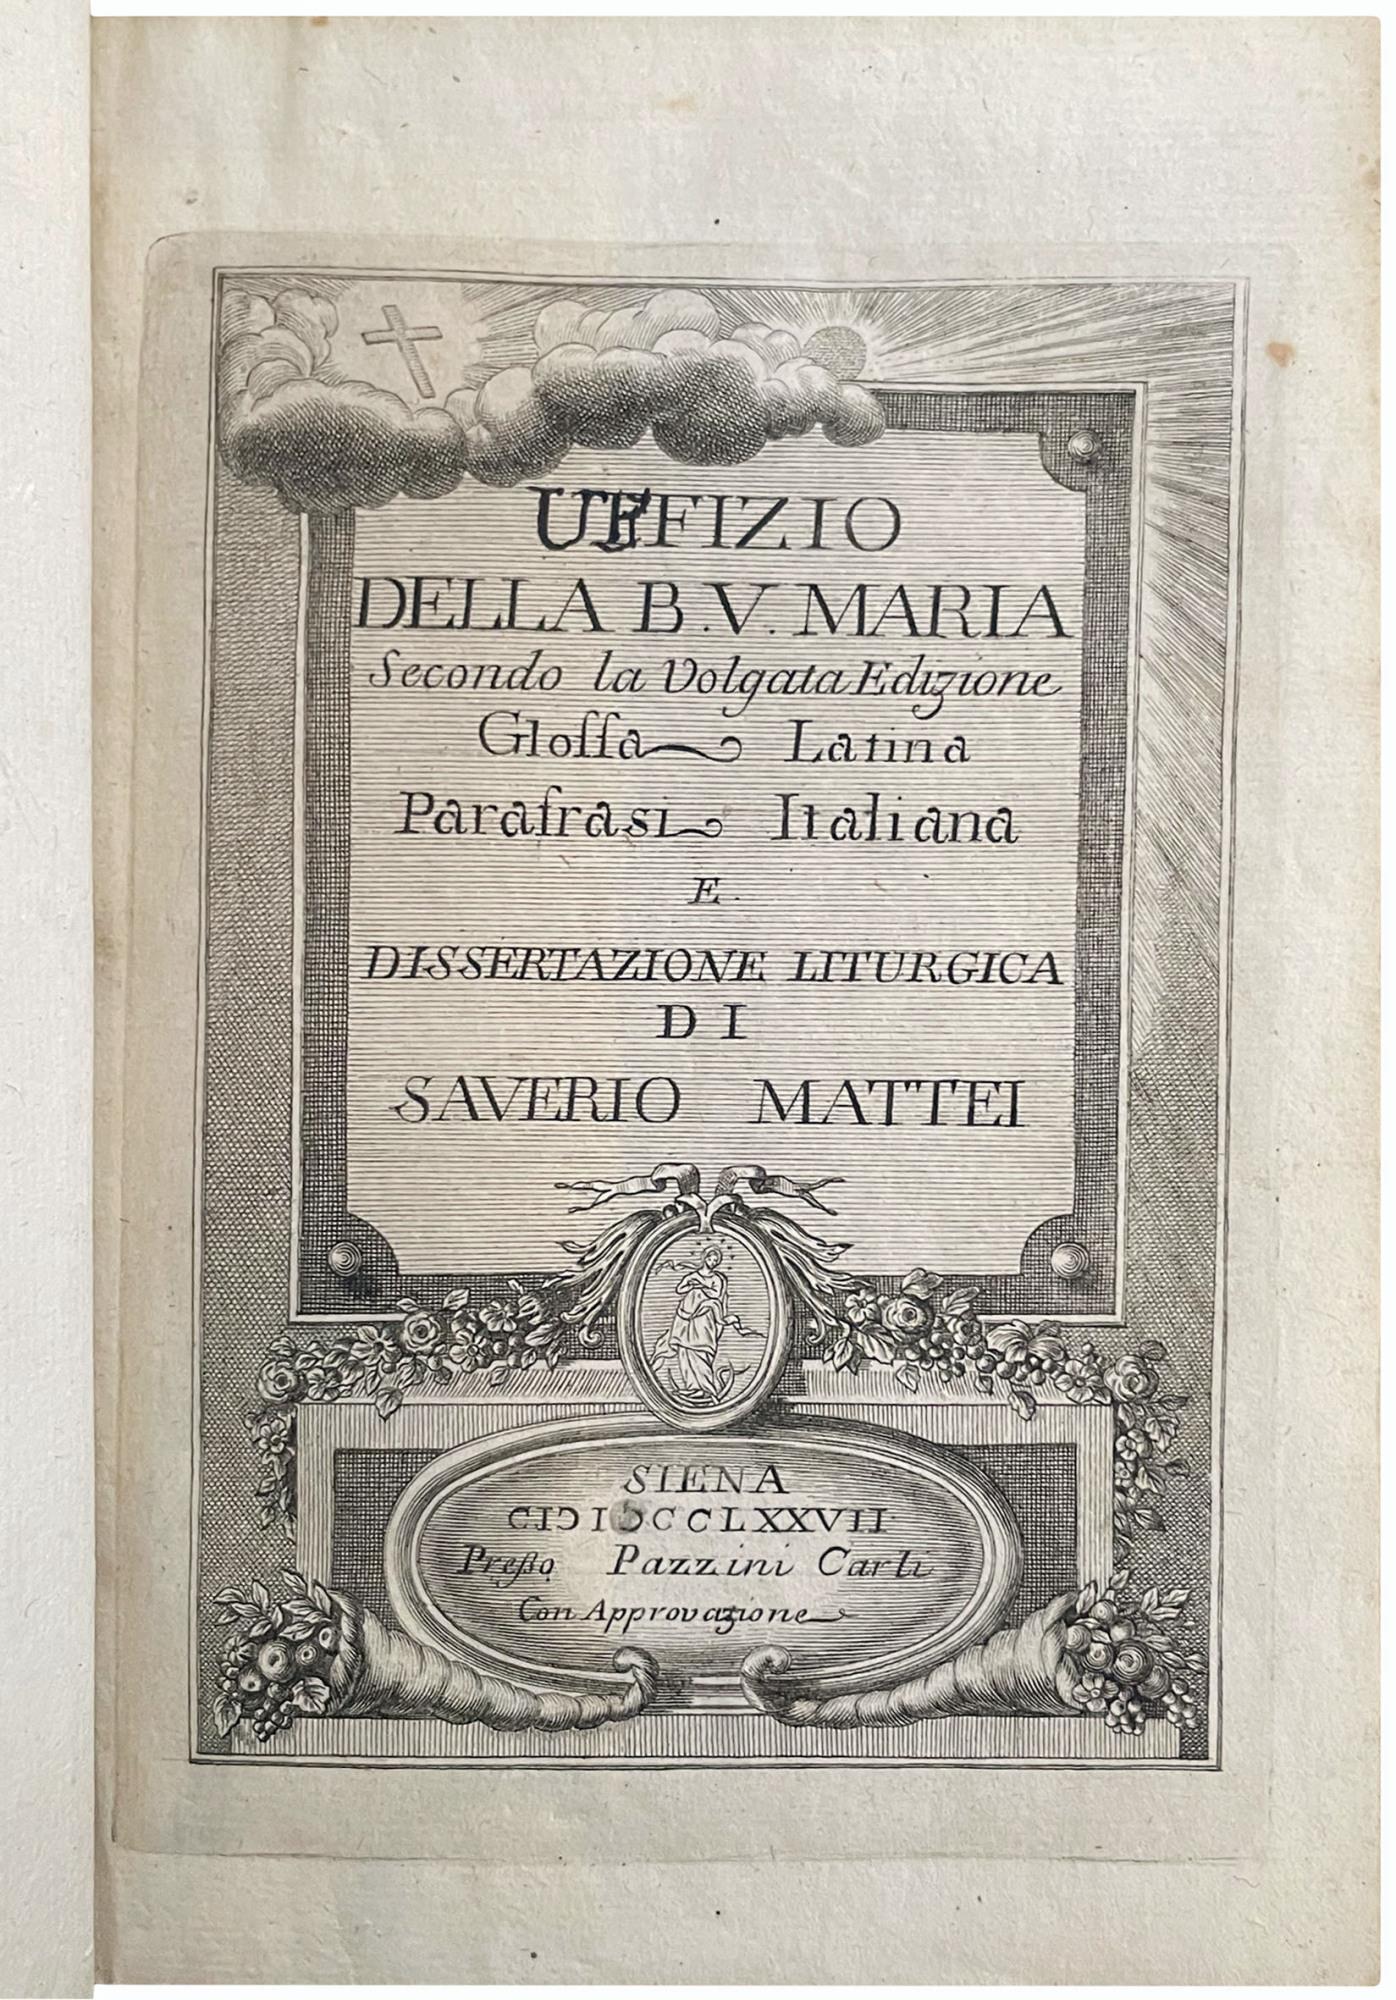 UFFIZIO
DELLA B.V. MARIA
Secondo la Volgata Edizione
Gloſſa Latina
Parafrasi Italiana
E.
DISSERTAZIONE LITURGICA
DI
SAVERIO MATTEI
SIENA
CIↃIↃCCLXXVII
Preßo Pazzini Carli
Con Approvazione